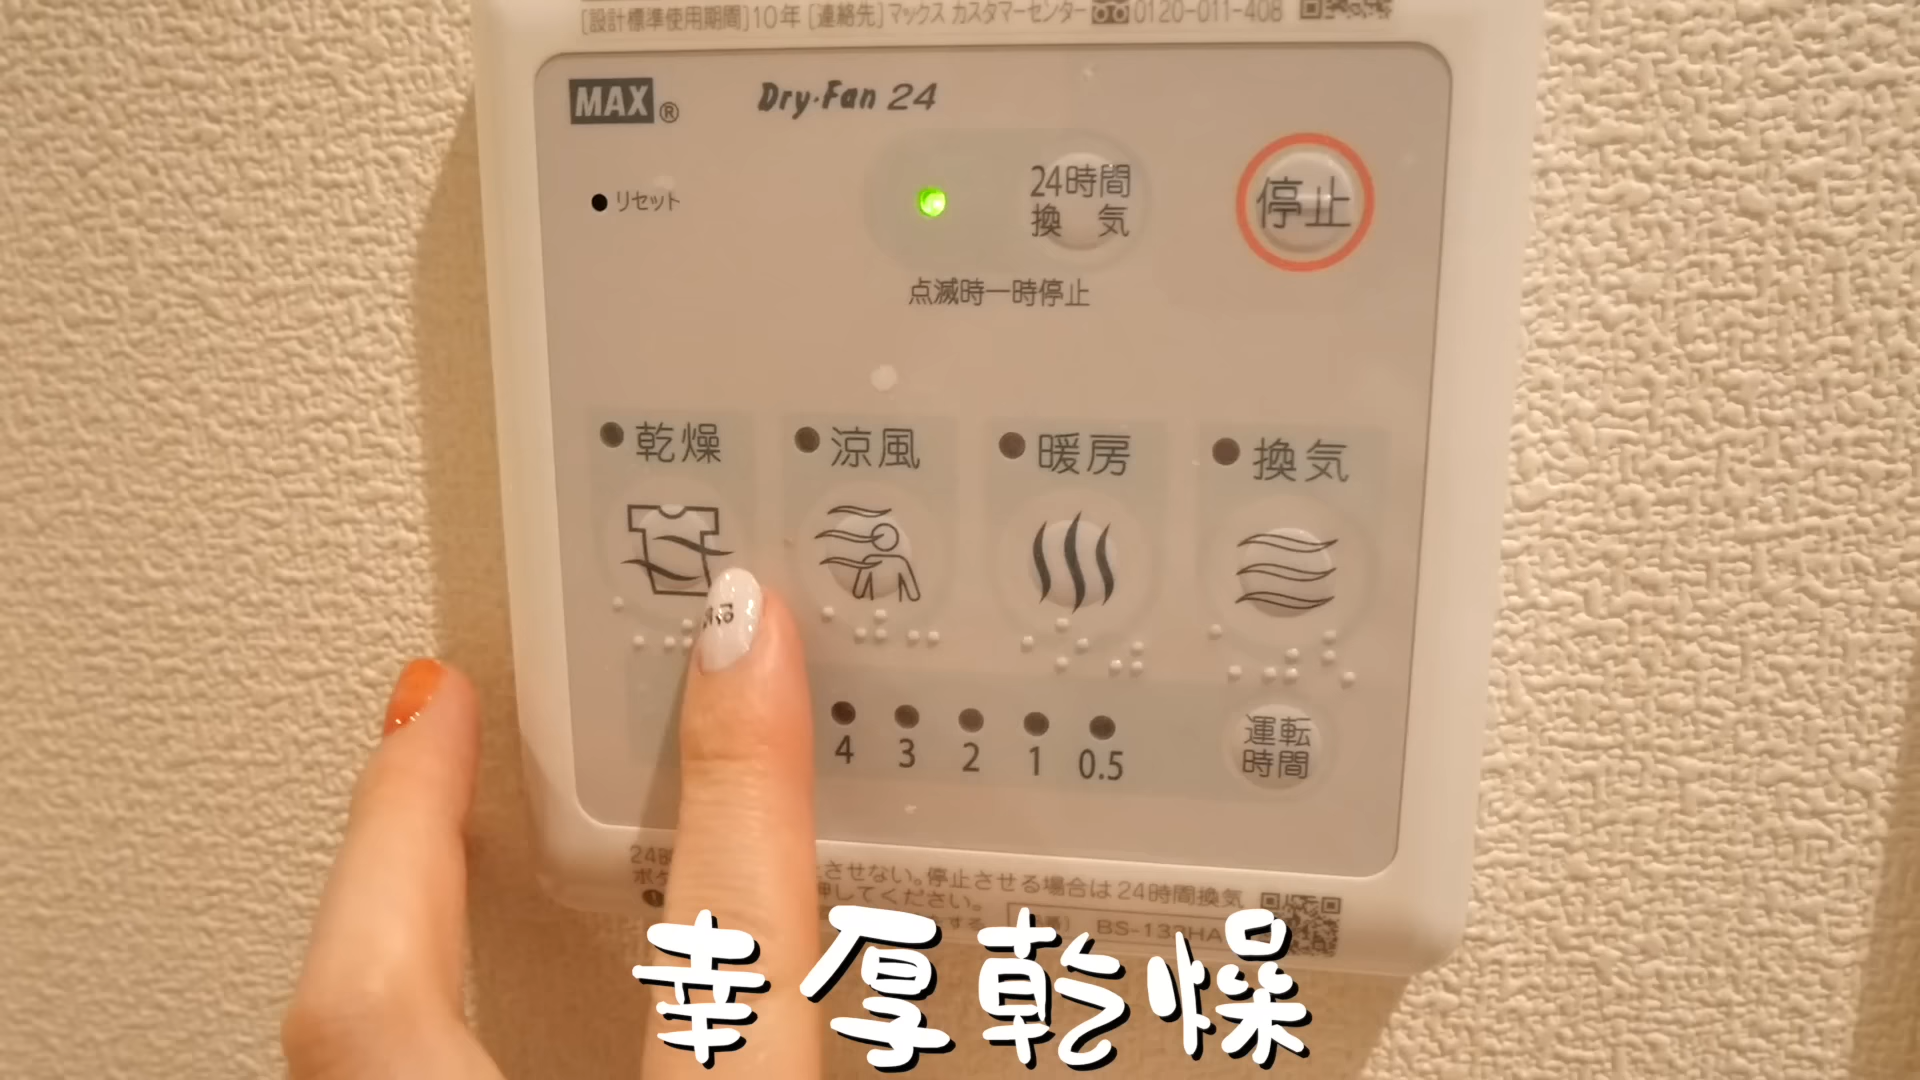 [設計標準使用期間]10年 [連絡先]マックス カスタマーセンター 0120-011-408
MAX® Dry·Fan 24
リセット
24時間
換気
停止
点滅時一時停止
乾燥 涼風 暖房 換気
4 3 2 1 0.5
運転
時間
させない。停止させる場合は24時間換気
押してください。
幸厚乾燥